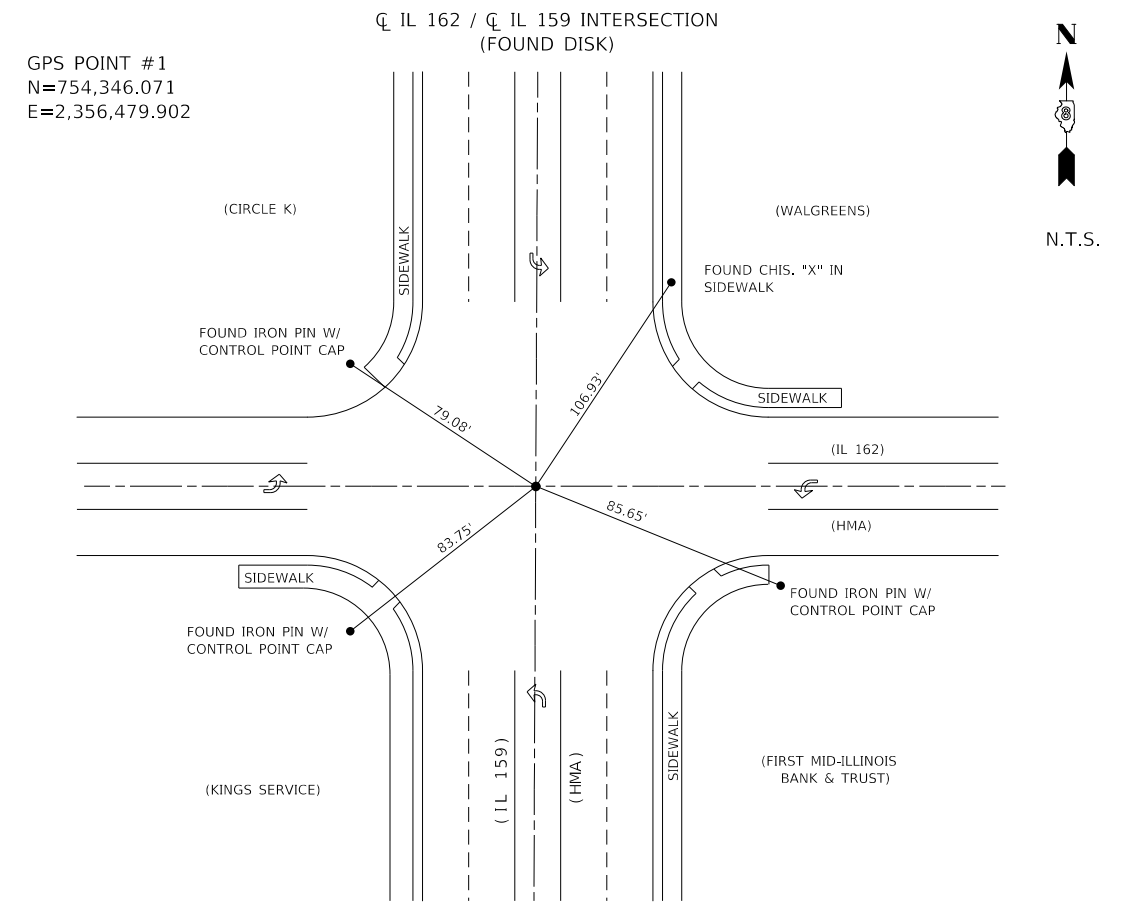 ℄ IL 162 / ℄ IL 159 INTERSECTION
(FOUND DISK)
GPS POINT #1
N=754,346.071
E=2,356,479.902
N
8
N.T.S.
(CIRCLE K)
(WALGREENS)
SIDEWALK
FOUND CHIS. "X" IN
SIDEWALK
FOUND IRON PIN W/
CONTROL POINT CAP
79.08'
106.93'
SIDEWALK
(IL 162)
83.75'
85.65'
(HMA)
SIDEWALK
FOUND IRON PIN W/
CONTROL POINT CAP
FOUND IRON PIN W/
CONTROL POINT CAP
(IL 159)
(HMA)
SIDEWALK
(KINGS SERVICE)
(FIRST MID-ILLINOIS
BANK & TRUST)